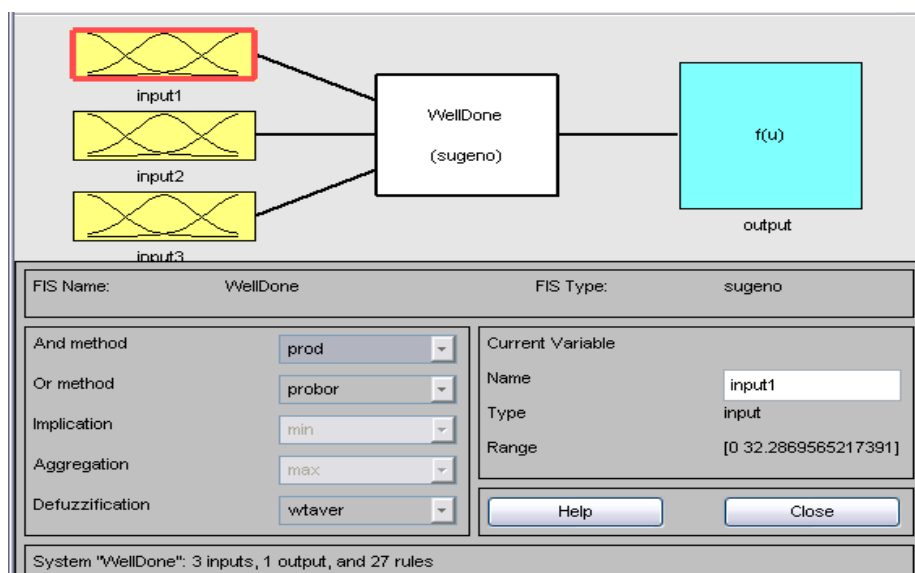 input1
input2
input3
WellDone
(sugeno)
f(u)
output
FIS Name: WellDone FIS Type: sugeno
And method prod
Or method probor
Implication min
Aggregation max
Defuzzification wtaver
Current Variable
Name input1
Type input
Range [0 32.2869565217391]
Help Close
System "WellDone": 3 inputs, 1 output, and 27 rules